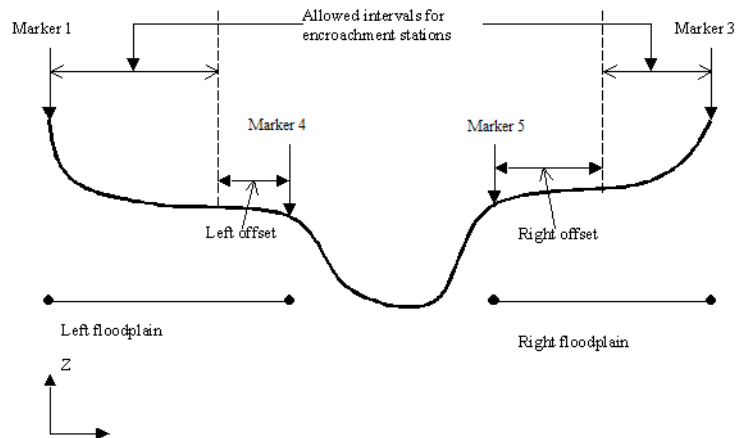 Allowed intervals for
encroachment stations
Marker 1
Marker 3
Marker 4
Marker 5
Left offset
Right offset
Left floodplain
Right floodplain
Z